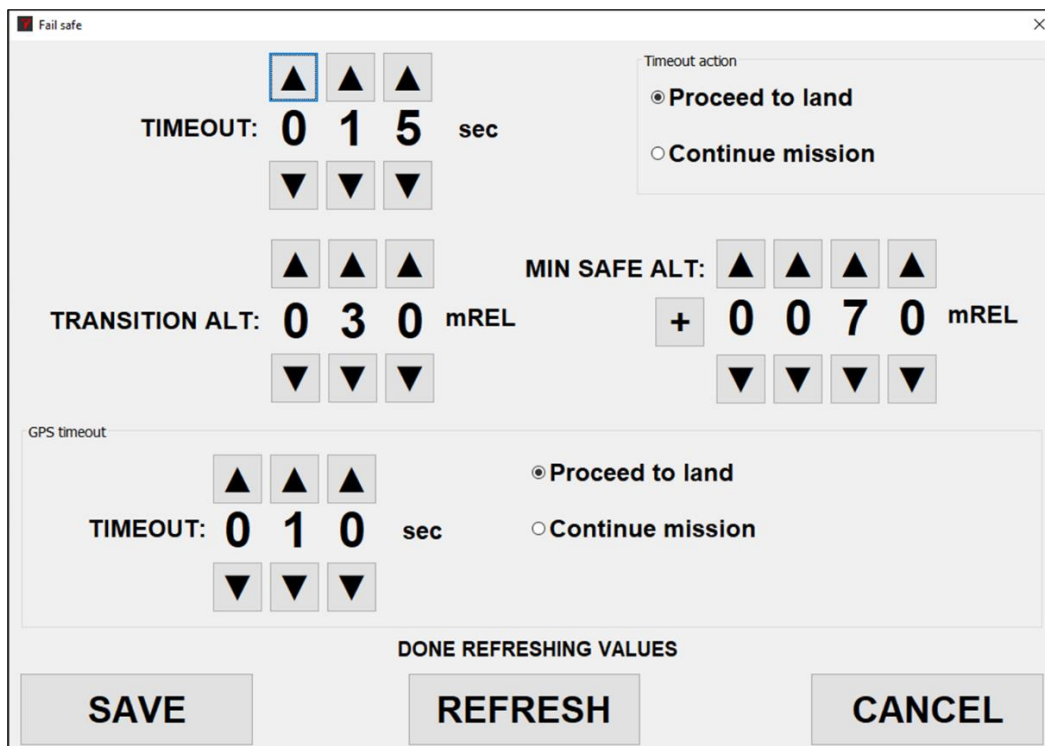 Fail safe
Timeout action
TIMEOUT: 0 1 5 sec
Proceed to land
Continue mission
MIN SAFE ALT:
TRANSITION ALT: 0 3 0 mREL
+ 0 0 7 0 mREL
GPS timeout
TIMEOUT: 0 1 0 sec
Proceed to land
Continue mission
DONE REFRESHING VALUES
SAVE
REFRESH
CANCEL